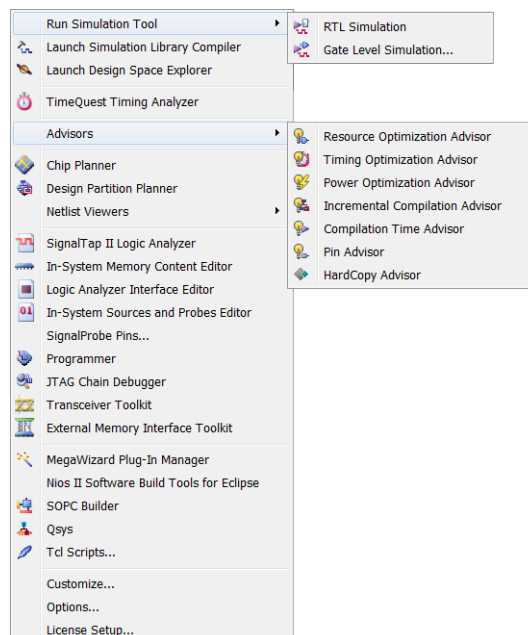 Run Simulation Tool
RTL Simulation
Gate Level Simulation...
Launch Simulation Library Compiler
Launch Design Space Explorer
TimeQuest Timing Analyzer
Advisors
Resource Optimization Advisor
Timing Optimization Advisor
Power Optimization Advisor
Incremental Compilation Advisor
Compilation Time Advisor
Pin Advisor
HardCopy Advisor
Chip Planner
Design Partition Planner
Netlist Viewers
SignalTap II Logic Analyzer
In-System Memory Content Editor
Logic Analyzer Interface Editor
01 In-System Sources and Probes Editor
SignalProbe Pins...
Programmer
JTAG Chain Debugger
Transceiver Toolkit
External Memory Interface Toolkit
MegaWizard Plug-In Manager
Nios II Software Build Tools for Eclipse
SOPC Builder
Qsys
Tcl Scripts...
Customize...
Options...
License Setup...